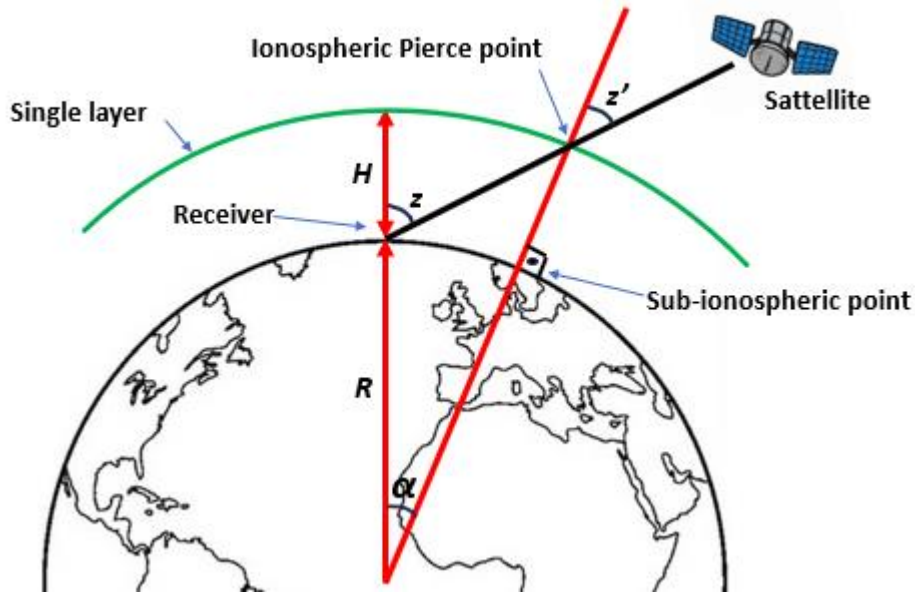 Ionospheric Pierce point
z’
Sattellite
Single layer
H
z
Receiver
Sub-ionospheric point
R
α